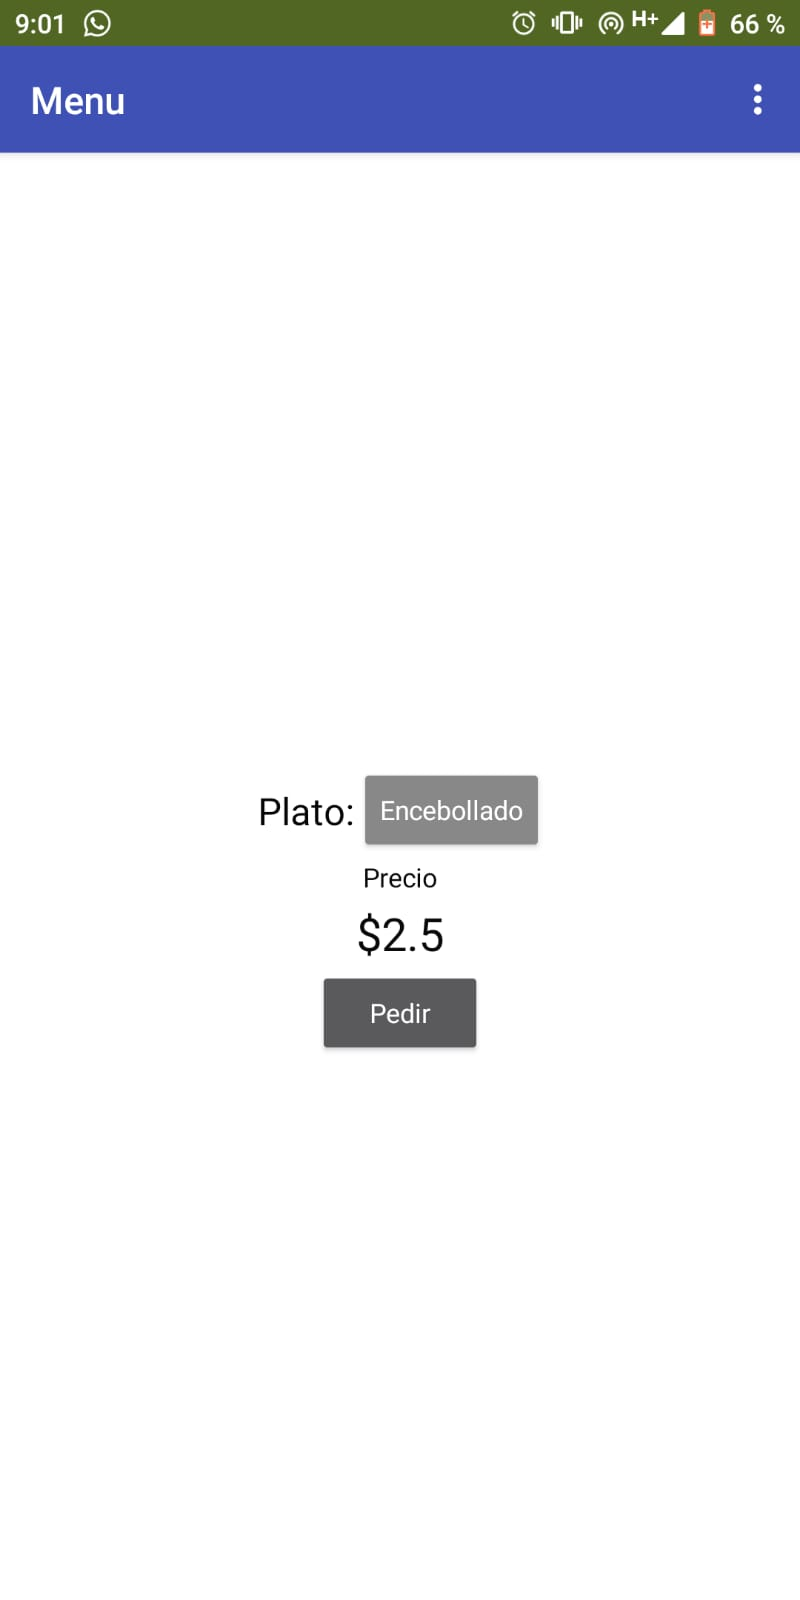 9:01 H+ 66 %
Menu
Plato: Encebollado
Precio
$2.5
Pedir